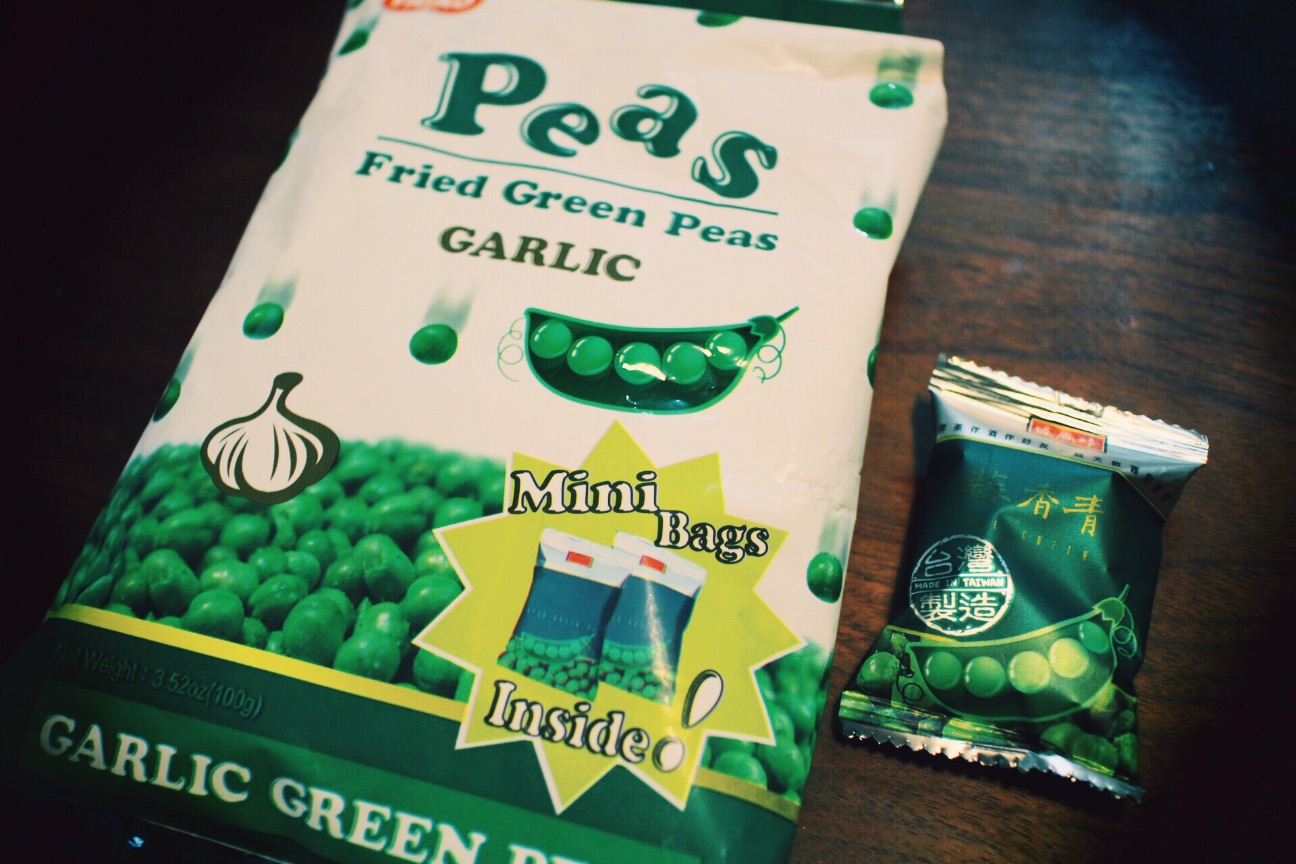 Peas
Fried Green Peas
GARLIC
Mini
Bags
Inside!
Net Weight : 3.52oz(100g)
GARLIC GREEN
香青
台灣
MADE IN TAIWAN
製造